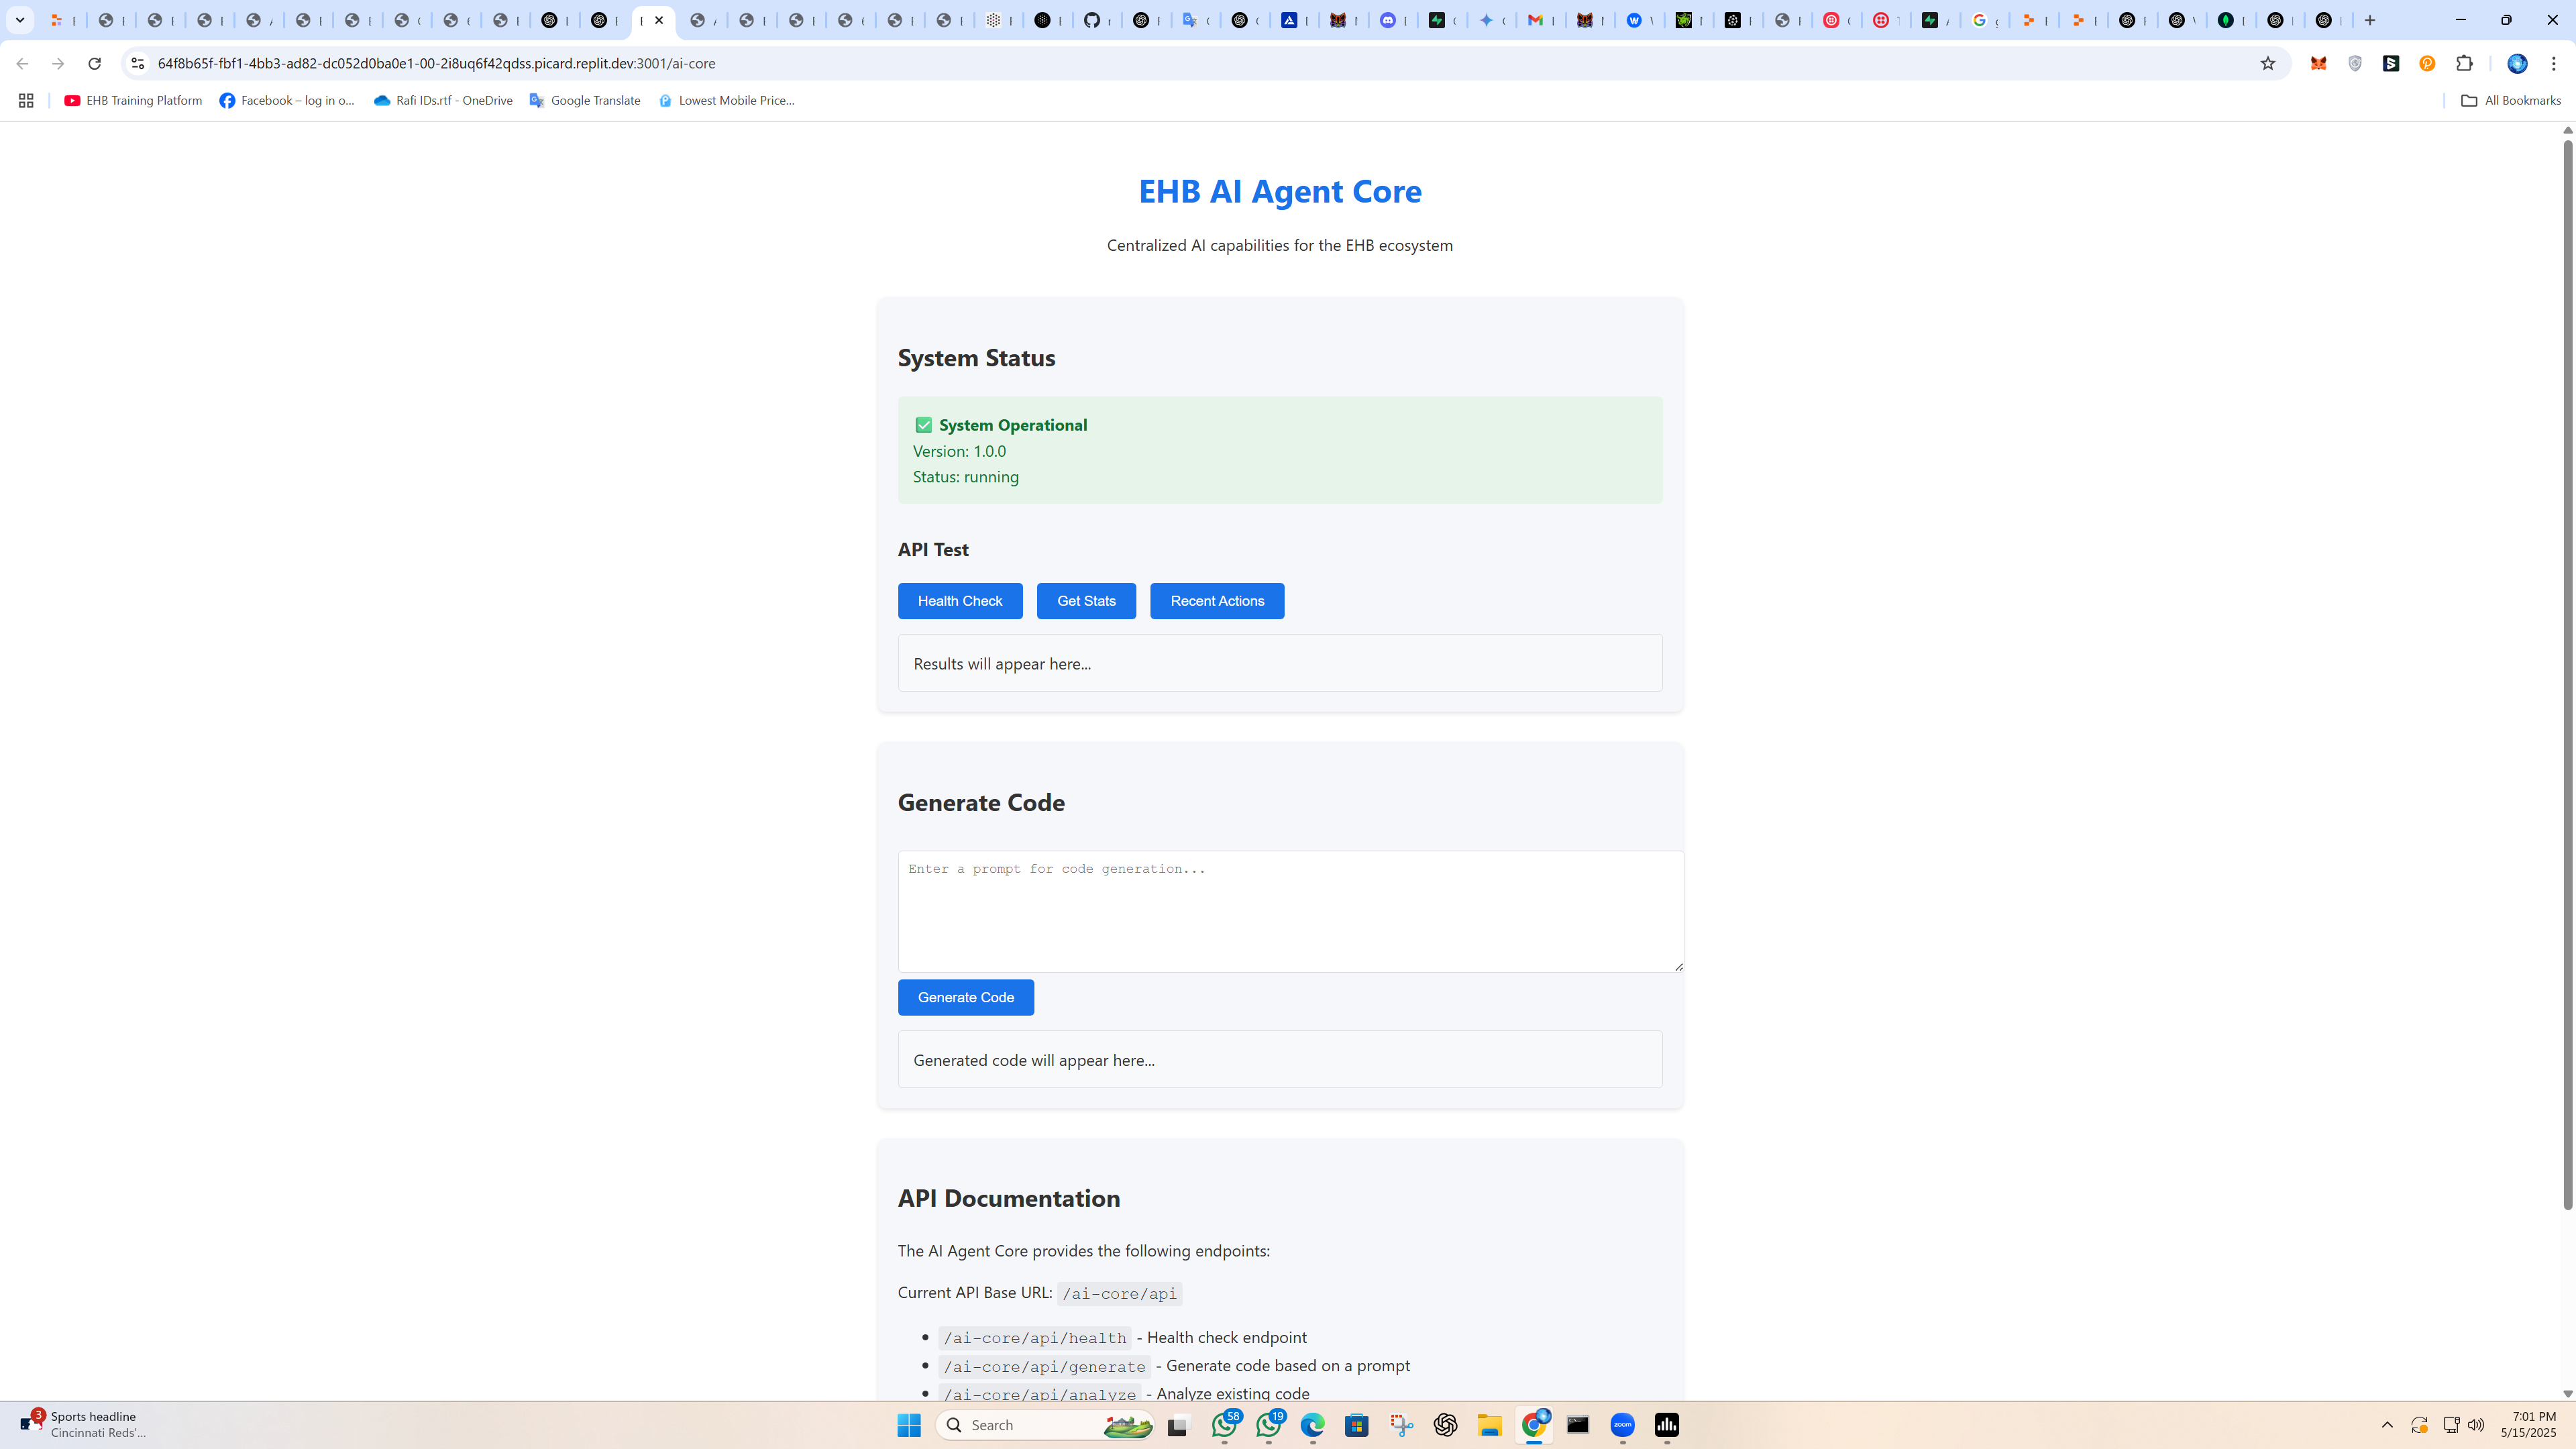 64f8b65f-fbf1-4bb3-ad82-dc052d0ba0e1-00-2i8uq6f42qdss.picard.replit.dev:3001/ai-core
EHB Training Platform
Facebook – log in o...
Rafi IDs.rtf - OneDrive
Google Translate
Lowest Mobile Price...
All Bookmarks
EHB AI Agent Core
Centralized AI capabilities for the EHB ecosystem
System Status
✅ System Operational
Version: 1.0.0
Status: running
API Test
Health Check
Get Stats
Recent Actions
Results will appear here...
Generate Code
Enter a prompt for code generation...
Generate Code
Generated code will appear here...
API Documentation
The AI Agent Core provides the following endpoints:
Current API Base URL: /ai-core/api
• /ai-core/api/health - Health check endpoint
• /ai-core/api/generate - Generate code based on a prompt
• /ai-core/api/analyze - Analyze existing code
3
Sports headline
Cincinnati Reds'...
Search
58
19
zoom
7:01 PM
5/15/2025